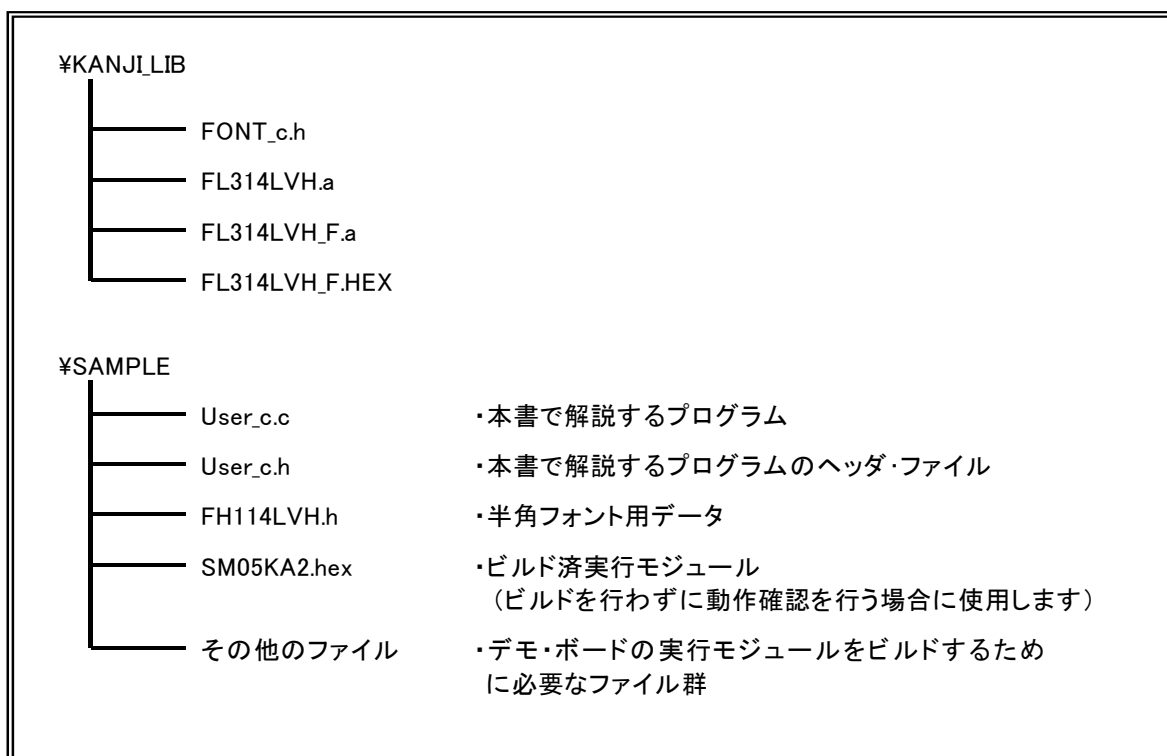 ¥KANJI_LIB
FONT_c.h
FL314LVH.a
FL314LVH_F.a
FL314LVH_F.HEX
¥SAMPLE
User_c.c ・本書で解説するプログラム
User_c.h ・本書で解説するプログラムのヘッダ・ファイル
FH114LVH.h ・半角フォント用データ
SM05KA2.hex ・ビルド済実行モジュール
（ビルドを行わずに動作確認を行う場合に使用します）
その他のファイル ・デモ・ボードの実行モジュールをビルドするため
に必要なファイル群